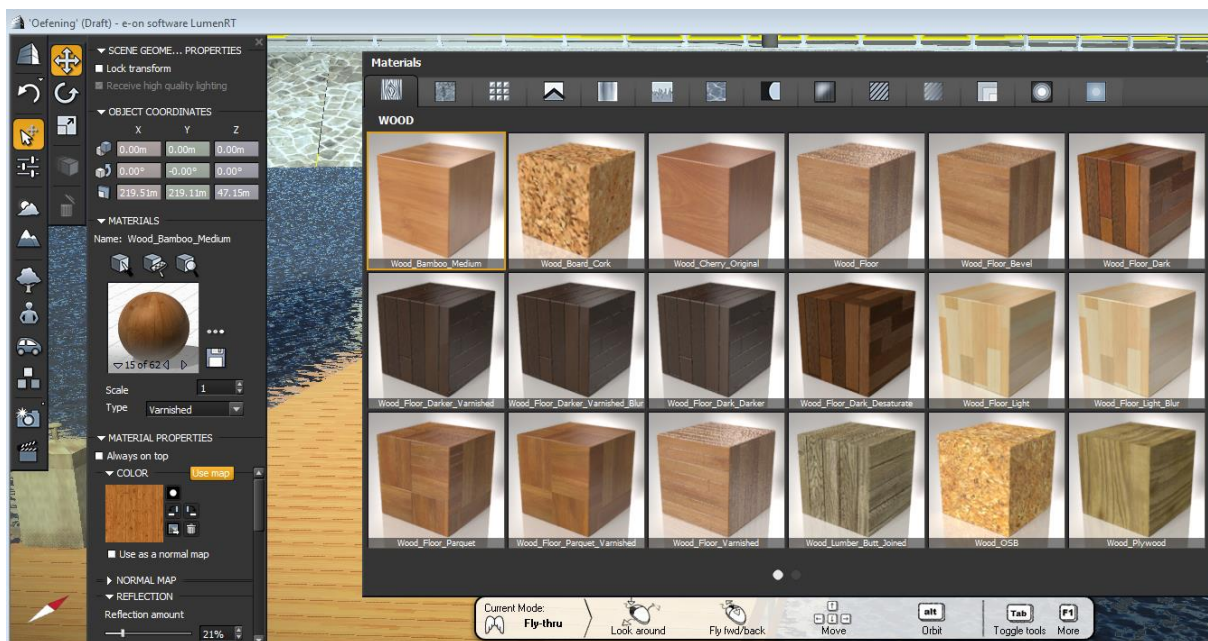 'Oefening' (Draft) - e-on software LumenRT
SCENE GEOME... PROPERTIES
Lock transform
Receive high quality lighting
OBJECT COORDINATES
X Y Z
0.00m 0.00m 0.00m
0.00° -0.00° 0.00°
219.51m 219.11m 47.15m
MATERIALS
Name: Wood_Bamboo_Medium
15 of 62
Scale 1
Type Varnished
MATERIAL PROPERTIES
Always on top
COLOR Use map
Use as a normal map
NORMAL MAP
REFLECTION
Reflection amount
21%
Materials
WOOD
Wood_Bamboo_Medium Wood_Board_Cork Wood_Cherry_Original Wood_Floor Wood_Floor_Bevel Wood_Floor_Dark
Wood_Floor_Darker_Varnished Wood_Floor_Darker_Varnished_Blur Wood_Floor_Dark_Darker Wood_Floor_Dark_Desaturate Wood_Floor_Light Wood_Floor_Light_Blur
Wood_Floor_Parquet Wood_Floor_Parquet_Varnished Wood_Floor_Varnished Wood_Lumber_Butt_Joined Wood_OSB Wood_Plywood
Current Mode:
Fly-thru
Look around
Fly fwd/back
Move
alt
Orbit
Tab
Toggle tools
F1
More